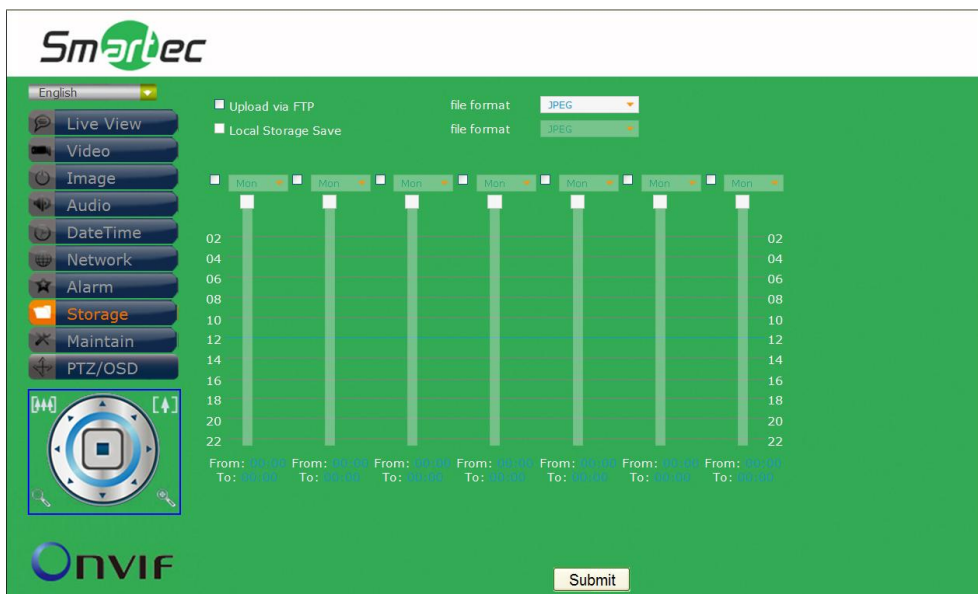 Smartec
English
Upload via FTP file format JPEG
Local Storage Save file format JPEG
Live View
Video
Image
Audio
DateTime
Network
Alarm
Storage
Maintain
PTZ/OSD
Mon Mon Mon Mon Mon Mon Mon
02 02
04 04
06 06
08 08
10 10
12 12
14 14
16 16
18 18
20 20
22 22
From: 00:00 From: 00:00 From: 00:00 From: 00:00 From: 00:00 From: 00:00 From: 00:00
To: 00:00 To: 00:00 To: 00:00 To: 00:00 To: 00:00 To: 00:00 To: 00:00
ONVIF
Submit